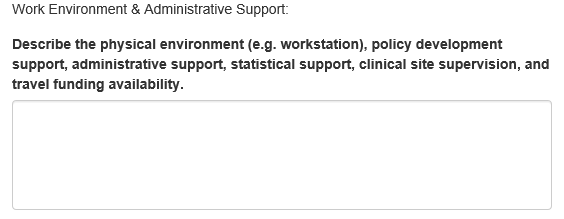 Work Environment & Administrative Support:
Describe the physical environment (e.g. workstation), policy development
support, administrative support, statistical support, clinical site supervision, and
travel funding availability.